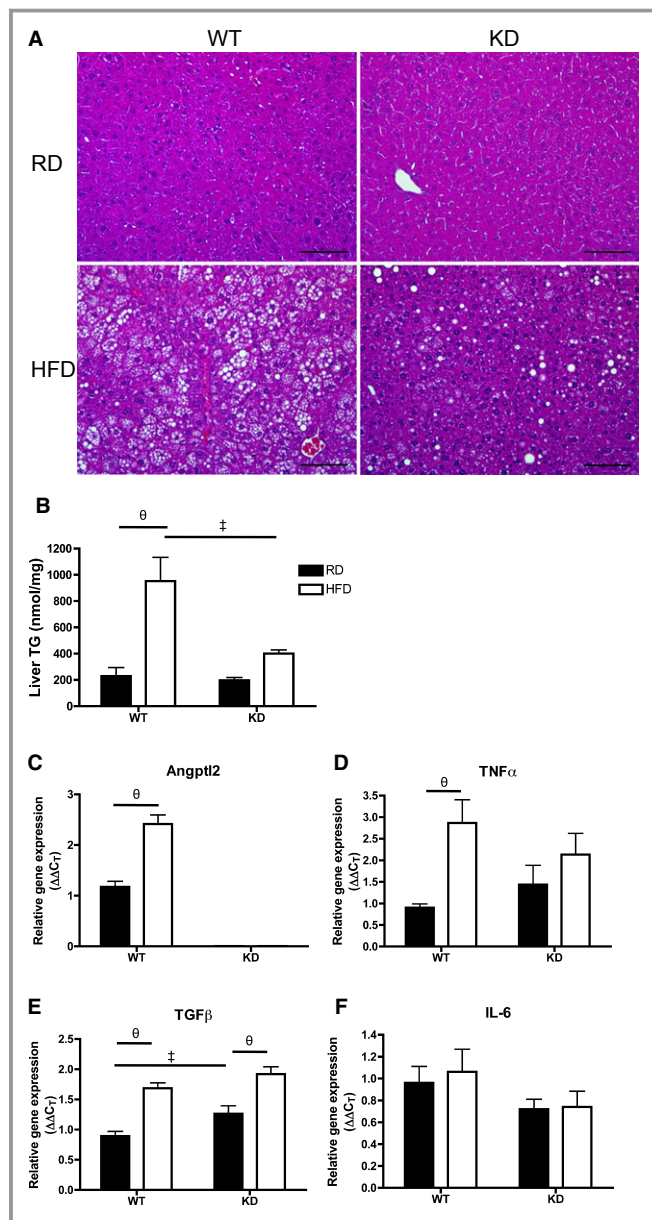 A
WT
KD
RD
HFD
B
θ
‡
1200
1000
800
600
400
200
0
Liver TG (nmol/mg)
RD
HFD
WT
KD
C
Angptl2
θ
3
2
1
0
Relative gene expression
(ΔΔC_T)
WT
KD
D
TNFα
θ
3.5
3.0
2.5
2.0
1.5
1.0
0.5
0.0
Relative gene expression
(ΔΔC_T)
WT
KD
E
TGFβ
θ
θ
‡
2.5
2.0
1.5
1.0
0.5
0.0
Relative gene expression
(ΔΔC_T)
WT
KD
F
IL-6
1.4
1.2
1.0
0.8
0.6
0.4
0.2
0.0
Relative gene expression
(ΔΔC_T)
WT
KD